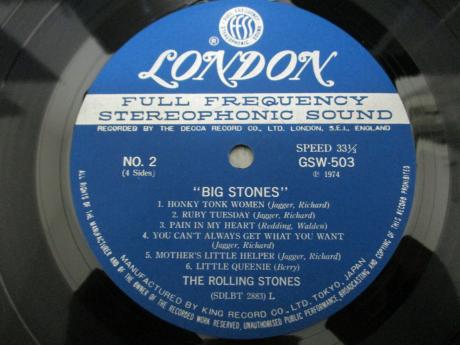 FULL FREQUENCY
STEREOPHONIC SOUND
®
LONDON
FULL FREQUENCY
STEREOPHONIC SOUND
RECORDED BY THE DECCA RECORD CO., LTD. LONDON, S.E.I., ENGLAND
NO. 2
(4 Sides)
SPEED 33⅓
GSW-503
℗ 1974
"BIG STONES"
1. HONKY TONK WOMEN (Jagger, Richard)
2. RUBY TUESDAY (Jagger, Richard)
3. PAIN IN MY HEART (Redding, Walden)
4. YOU CAN'T ALWAYS GET WHAT YOU WANT
(Jagger, Richard)
5. MOTHER'S LITTLE HELPER (Jagger, Richard)
6. LITTLE QUEENIE (Berry)
THE ROLLING STONES
(SDLBT 2883) L
MANUFACTURED BY KING RECORD CO., LTD. TOKYO, JAPAN
ALL RIGHTS OF THE MANUFACTURER AND OF THE OWNER OF THE RECORDED WORK RESERVED, UNAUTHORISED PUBLIC PERFORMANCE, BROADCASTING AND COPYING OF THIS RECORD PROHIBITED